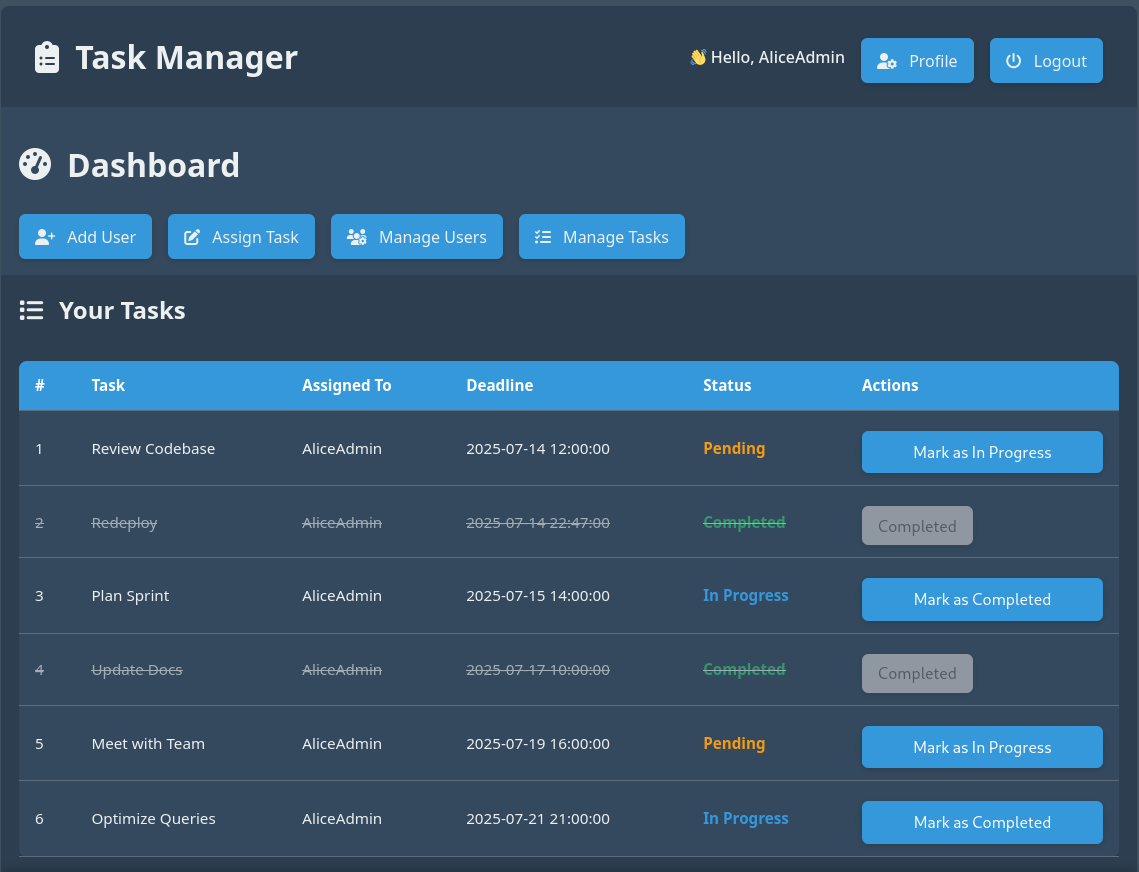 Task Manager
👋 Hello, AliceAdmin
Profile
Logout
Dashboard
Add User
Assign Task
Manage Users
Manage Tasks
Your Tasks
# Task Assigned To Deadline Status Actions
1 Review Codebase AliceAdmin 2025-07-14 12:00:00 Pending Mark as In Progress
2 Redeploy AliceAdmin 2025-07-14 22:47:00 Completed Completed
3 Plan Sprint AliceAdmin 2025-07-15 14:00:00 In Progress Mark as Completed
4 Update Docs AliceAdmin 2025-07-17 10:00:00 Completed Completed
5 Meet with Team AliceAdmin 2025-07-19 16:00:00 Pending Mark as In Progress
6 Optimize Queries AliceAdmin 2025-07-21 21:00:00 In Progress Mark as Completed